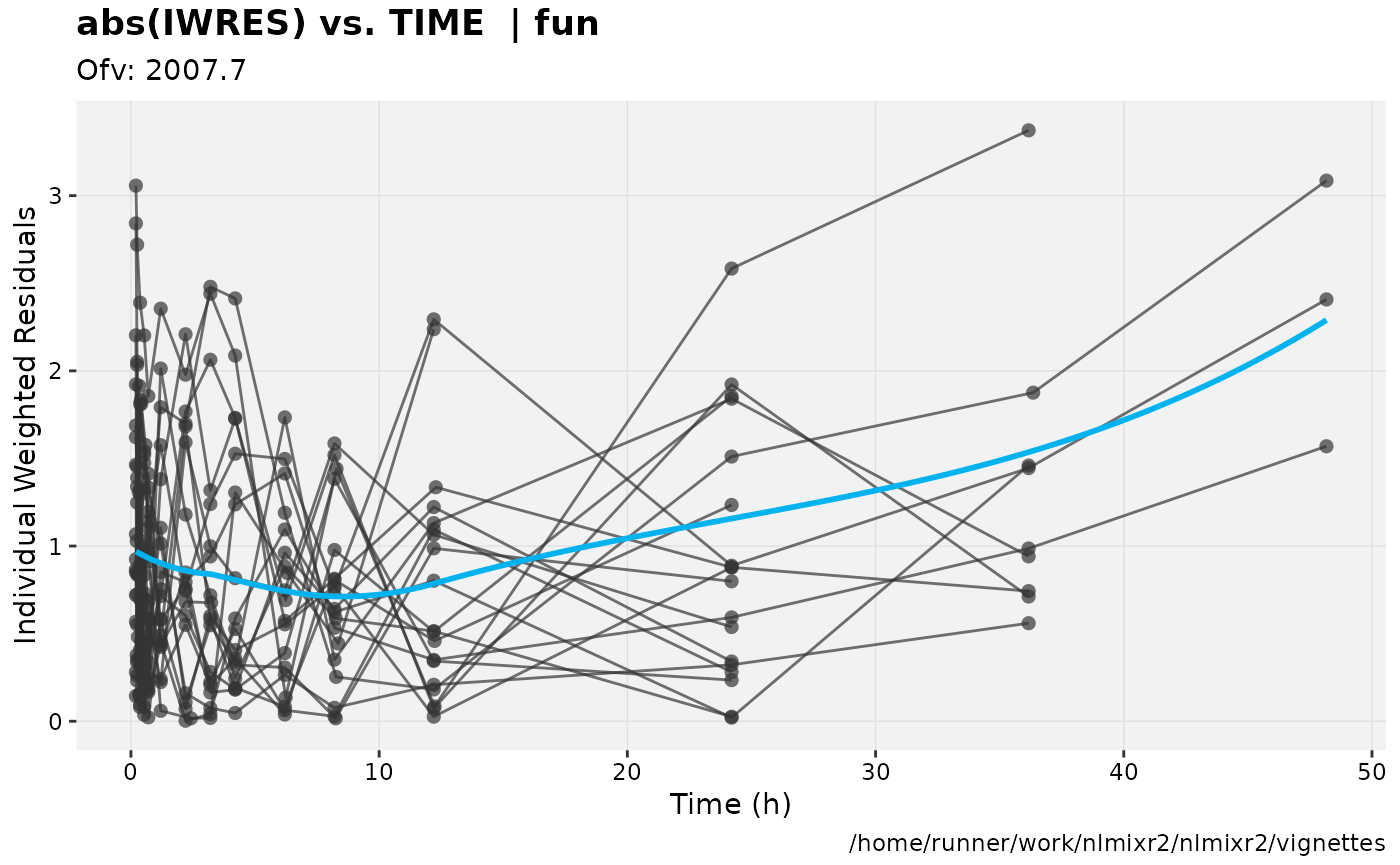 abs(IWRES) vs. TIME  | fun
Ofv: 2007.7
Individual Weighted Residuals
3
2
1
0
0 10 20 30 40 50
Time (h)
/home/runner/work/nlmixr2/nlmixr2/vignettes